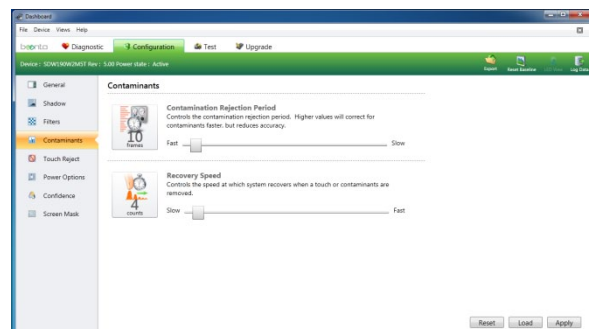 Dashboard
File Device Views Help
Diagnostic Configuration Test Upgrade
Device : SDW190W2MST Rev : 5.00 Power state : Active
Export Reset Baseline Log Data
General
Shadow
Filters
Contaminants
Touch Reject
Power Options
Confidence
Screen Mask
Contaminants
Contamination Rejection Period
Controls the contamination rejection period. Higher values will correct for
contaminants faster, but reduces accuracy.
10
frames
Fast Slow
Recovery Speed
Controls the speed at which system recovers when a touch or contaminants are
removed.
4
counts
Slow Fast
Reset Load Apply